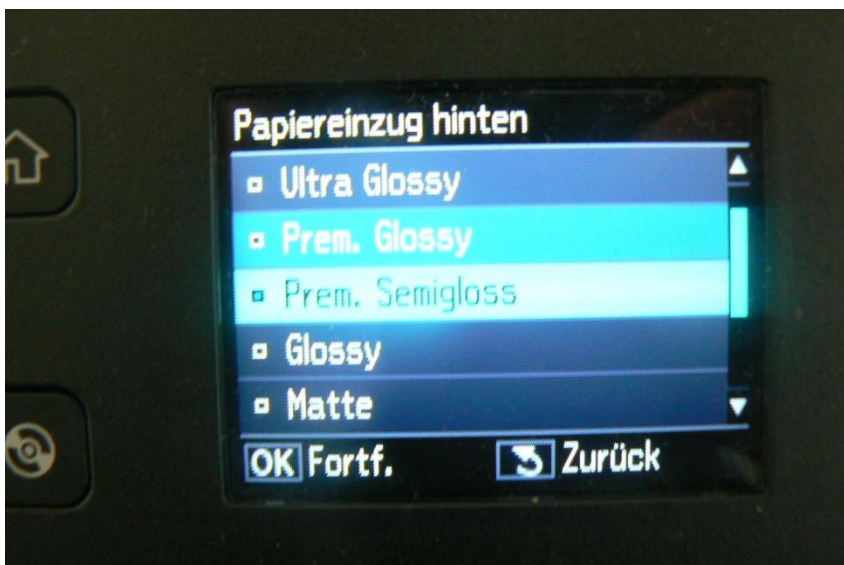 Papiereinzug hinten
Ultra Glossy
Prem. Glossy
Prem. Semigloss
Glossy
Matte
OK Fortf. Zurück